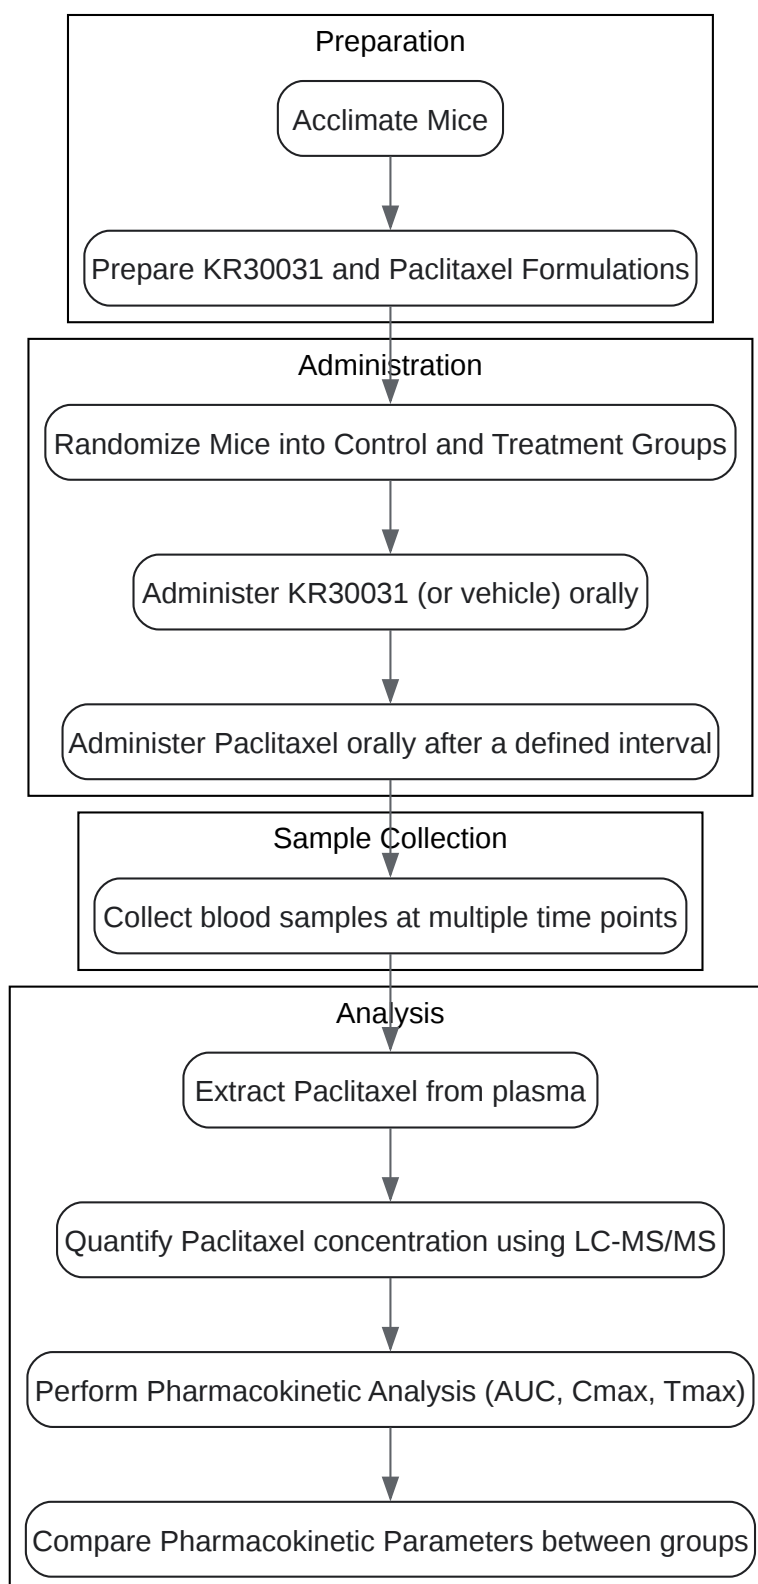 Preparation
Acclimate Mice
Prepare KR30031 and Paclitaxel Formulations
Administration
Randomize Mice into Control and Treatment Groups
Administer KR30031 (or vehicle) orally
Administer Paclitaxel orally after a defined interval
Sample Collection
Collect blood samples at multiple time points
Analysis
Extract Paclitaxel from plasma
Quantify Paclitaxel concentration using LC-MS/MS
Perform Pharmacokinetic Analysis (AUC, Cmax, Tmax)
Compare Pharmacokinetic Parameters between groups